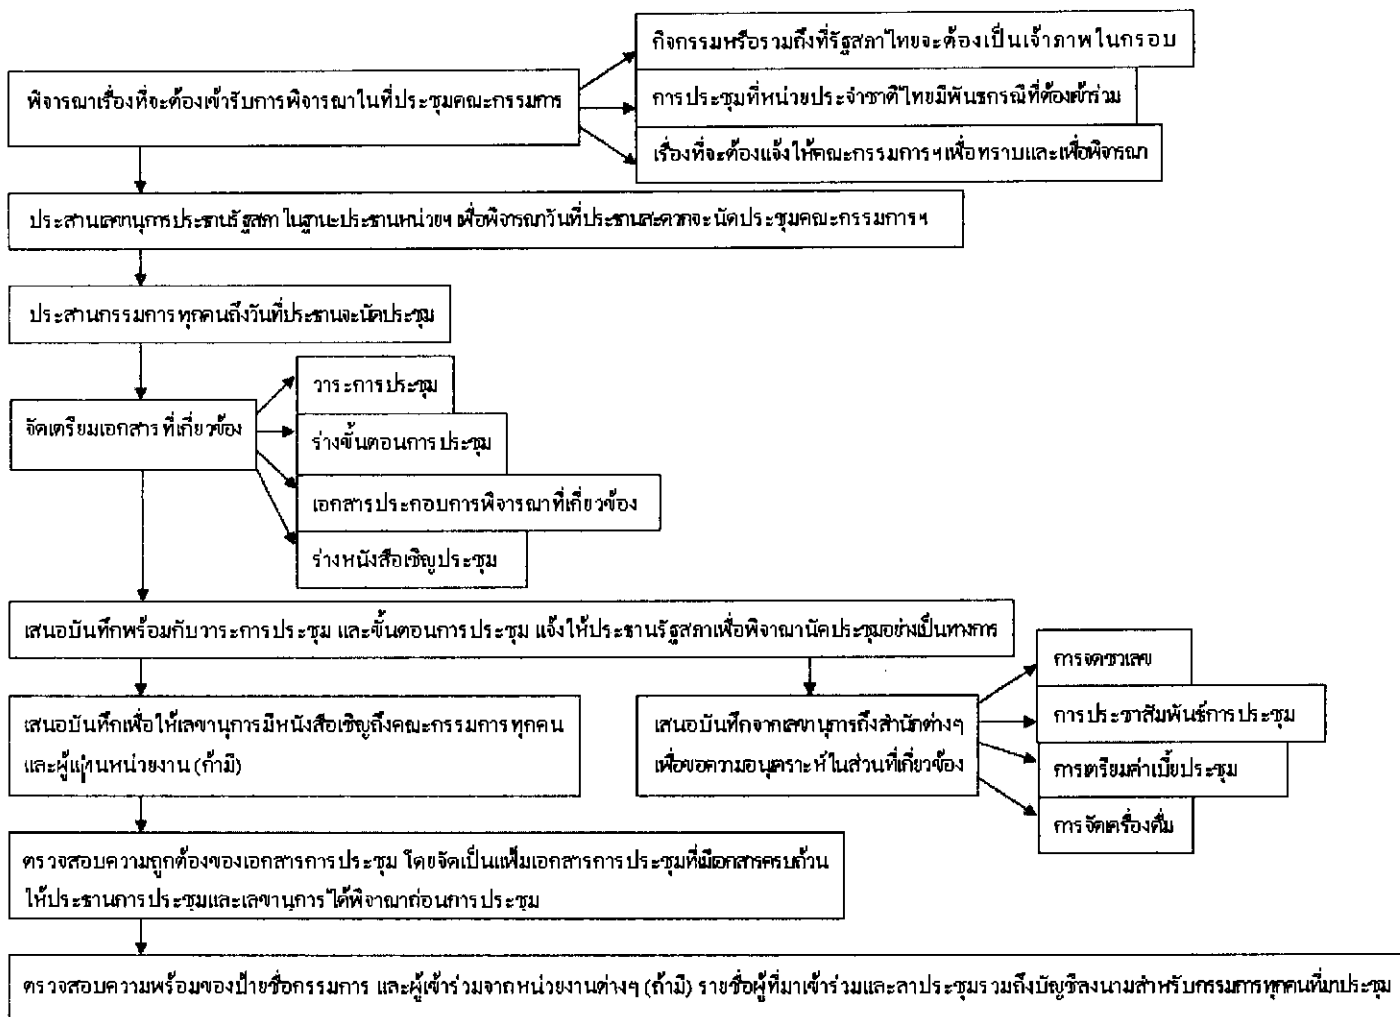 กิจกรรมหรือรวมถึงที่รัฐสภาไทยจะต้องเป็นเจ้าภาพในกรอบ
พิจารณาเรื่องที่จะต้องเข้ารับการพิจารณาในที่ประชุมคณะกรรมการ
การประชุมที่หน่วยประจำชาติไทยมีพันธกรณีที่ต้องเข้าร่วม
เรื่องที่จะต้องแจ้งให้คณะกรรมการฯเพื่อทราบและเพื่อพิจารณา
ประสานเลขานุการประธานรัฐสภา ในฐานะประธานหน่วยฯ เพื่อพิจารณาวันที่ประธานสะดวกจะนัดประชุมคณะกรรมการฯ
ประสานกรรมการทุกคนถึงวันที่ประธานจะนัดประชุม
วาระการประชุม
จัดเตรียมเอกสารที่เกี่ยวข้อง
ร่างขั้นตอนการประชุม
เอกสารประกอบการพิจารณาที่เกี่ยวข้อง
ร่างหนังสือเชิญประชุม
เสนอบันทึกพร้อมกับวาระการประชุม และขั้นตอนการประชุม แจ้งให้ประธานรัฐสภาเพื่อพิจาณานัดประชุมอย่างเป็นทางการ
การจดชวเลข
เสนอบันทึกเพื่อให้เลขานุการมีหนังสือเชิญถึงคณะกรรมการทุกคน
และผู้แทนหน่วยงาน (ถ้ามี)
เสนอบันทึกจากเลขานุการถึงสำนักต่างๆ
เพื่อขอความอนุเคราะห์ในส่วนที่เกี่ยวข้อง
การประชาสัมพันธ์การประชุม
การเตรียมค่าเบี้ยประชุม
การจัดเครื่องดื่ม
ตรวจสอบความถูกต้องของเอกสารการประชุม โดยจัดเป็นแฟ้มเอกสารการประชุมที่มีเอกสารครบถ้วน
ให้ประธานการประชุมและเลขานุการได้พิจาณาก่อนการประชุม
ตรวจสอบความพร้อมของป้ายชื่อกรรมการ และผู้เข้าร่วมจากหน่วยงานต่างๆ (ถ้ามี) รายชื่อผู้ที่มาเข้าร่วมและลาประชุมรวมถึงบัญชีลงนามสำหรับกรรมการทุกคนที่มาประชุม